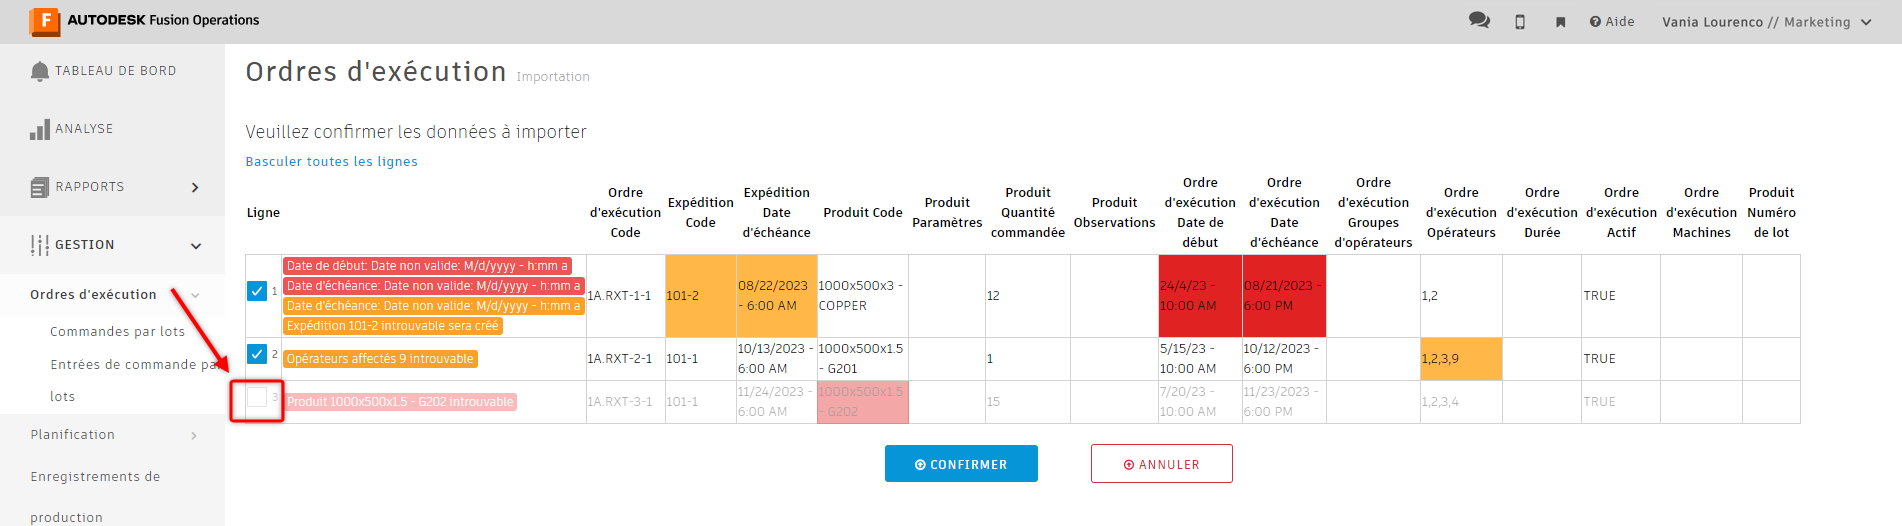 F AUTODESK Fusion Operations
Aide
Vania Lourenco // Marketing
TABLEAU DE BORD
ANALYSE
RAPPORTS
GESTION
Ordres d'exécution
Commandes par lots
Entrées de commande pa
lots
Planification
Enregistrements de
production
Ordres d'exécution Importation
Veuillez confirmer les données à importer
Basculer toutes les lignes
Ligne
Ordre
d'exécution
Code
Expédition
Code
Expédition
Date
d'échéance
Produit Code
Produit
Paramètres
Produit
Quantité
commandée
Produit
Observations
Ordre
d'exécution
Date de
début
Ordre
d'exécution
Date
d'échéance
Ordre
d'exécution
Groupes
d'opérateurs
Ordre
d'exécution
Opérateurs
Ordre
d'exécution
Durée
Ordre
d'exécution
Actif
Ordre
d'exécution
Machines
Produit
Numéro
de lot
1
Date de début: Date non valide: M/d/yyyy - h:mm a
Date d'échéance: Date non valide: M/d/yyyy - h:mm a
Date d'échéance: Date non valide: M/d/yyyy - h:mm a
Expédition 101-2 introuvable sera créé
1A.RXT-1-1
101-2
08/22/2023
- 6:00 AM
1000x500x3 -
COPPER
12
24/4/23 -
10:00 AM
08/21/2023
- 6:00 PM
1,2
TRUE
2
Opérateurs affectés 9 introuvable
1A.RXT-2-1
101-1
10/13/2023 -
6:00 AM
1000x500x1.5
- G201
1
5/15/23 -
10:00 AM
10/12/2023 -
6:00 PM
1,2,3,9
TRUE
3
Produit 1000x500x1.5 - G202 introuvable
1A.RXT-3-1
101-1
11/24/2023 -
6:00 AM
1000x500x1.5
- G202
15
7/20/23 -
10:00 AM
11/23/2023 -
6:00 PM
1,2,3,4
TRUE
CONFIRMER
ANNULER